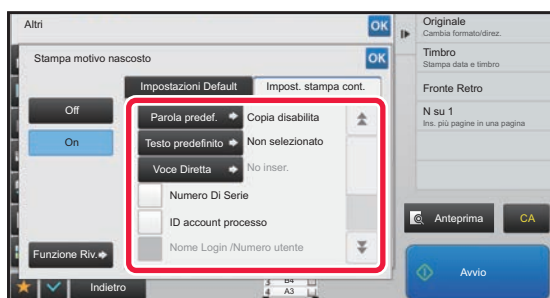 Altri
OK
Stampa motivo nascosto
OK
Impostazioni Default
Impost. stampa cont.
Off
On
Parola predef.
Copia disabilita
Testo predefinito
Non selezionato
Voce Diretta
No inser.
Numero Di Serie
ID account processo
Nome Login /Numero utente
Funzione Riv.
Indietro
3 B4
4 A3
Originale
Cambia formato/direz.
Timbro
Stampa data e timbro
Fronte Retro
N su 1
Ins. più pagine in una pagina
Anteprima
CA
Avvio